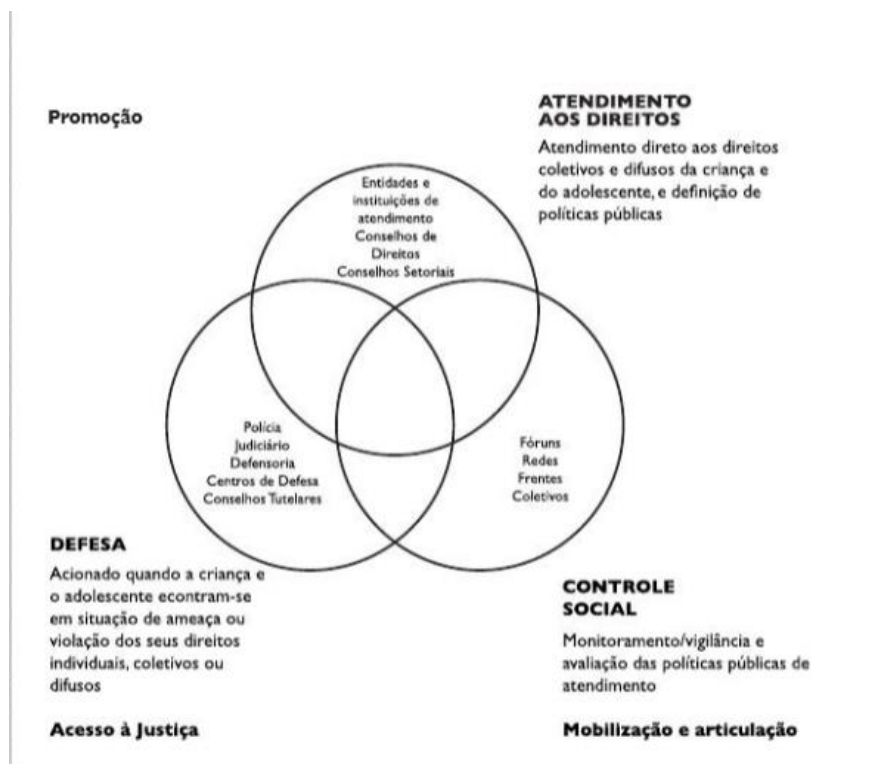 Promoção
ATENDIMENTO
AOS DIREITOS
Atendimento direto aos direitos
coletivos e difusos da criança e
do adolescente, e definição de
políticas públicas
Entidades e
instituições de
atendimento
Conselhos de
Direitos
Conselhos Setoriais
Polícia
Judiciário
Defensoria
Centros de Defesa
Conselhos Tutelares
Fóruns
Redes
Frentes
Coletivos
DEFESA
Acionado quando a criança e
o adolescente econtram-se
em situação de ameaça ou
violação dos seus direitos
individuais, coletivos ou
difusos
Acesso à Justiça
CONTROLE
SOCIAL
Monitoramento/vigilância e
avaliação das políticas públicas de
atendimento
Mobilização e articulação